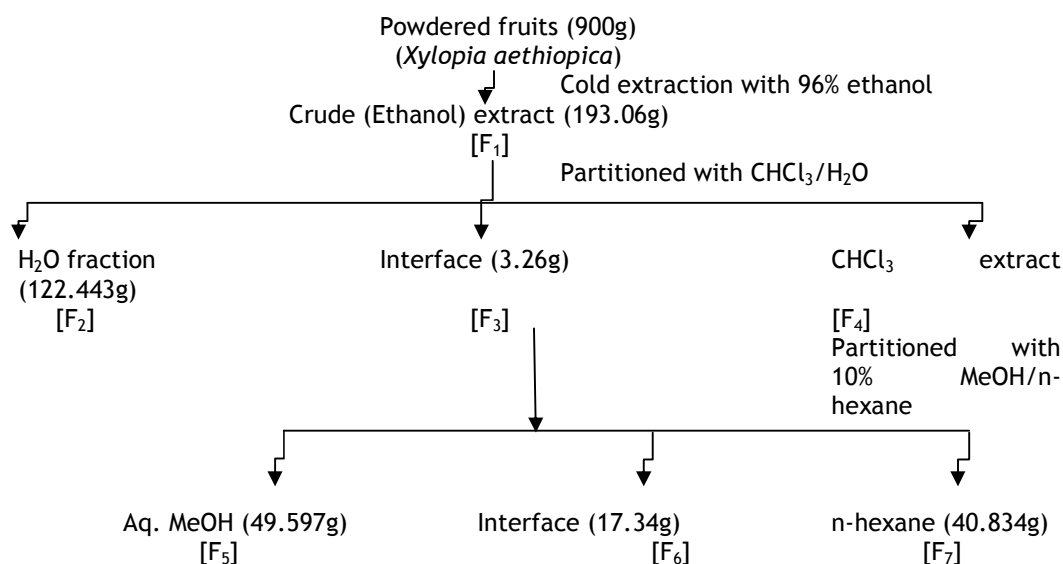 Powdered fruits (900g)
(Xylopia aethiopica)
Cold extraction with 96% ethanol
Crude (Ethanol) extract (193.06g)
[F₁]
Partitioned with CHCl₃/H₂O
H₂O fraction
(122.443g)
[F₂]
Interface (3.26g)
[F₃]
CHCl₃ extract
[F₄]
Partitioned with
10% MeOH/n-
hexane
Aq. MeOH (49.597g)
[F₅]
Interface (17.34g)
[F₆]
n-hexane (40.834g)
[F₇]